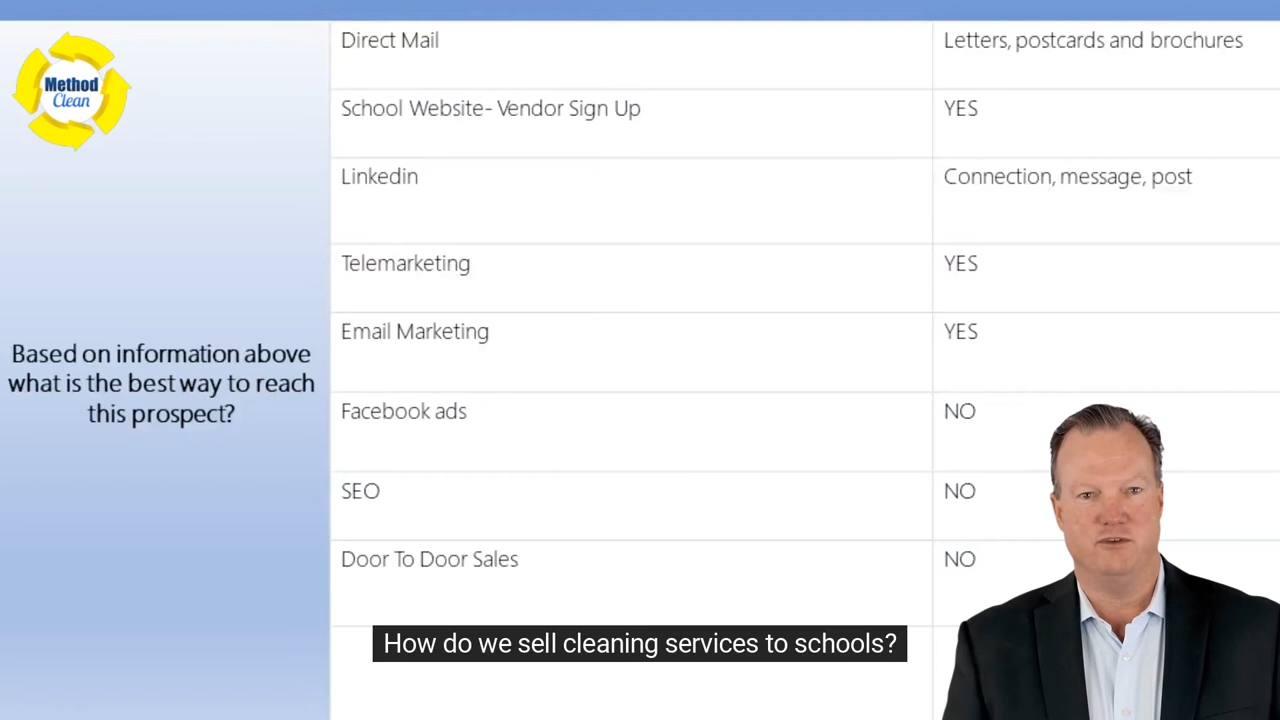 Method
Clean
Based on information above
what is the best way to reach
this prospect?
Direct Mail
Letters, postcards and brochures
School Website- Vendor Sign Up
YES
Linkedin
Connection, message, post
Telemarketing
YES
Email Marketing
YES
Facebook ads
NO
SEO
NO
Door To Door Sales
NO
How do we sell cleaning services to schools?